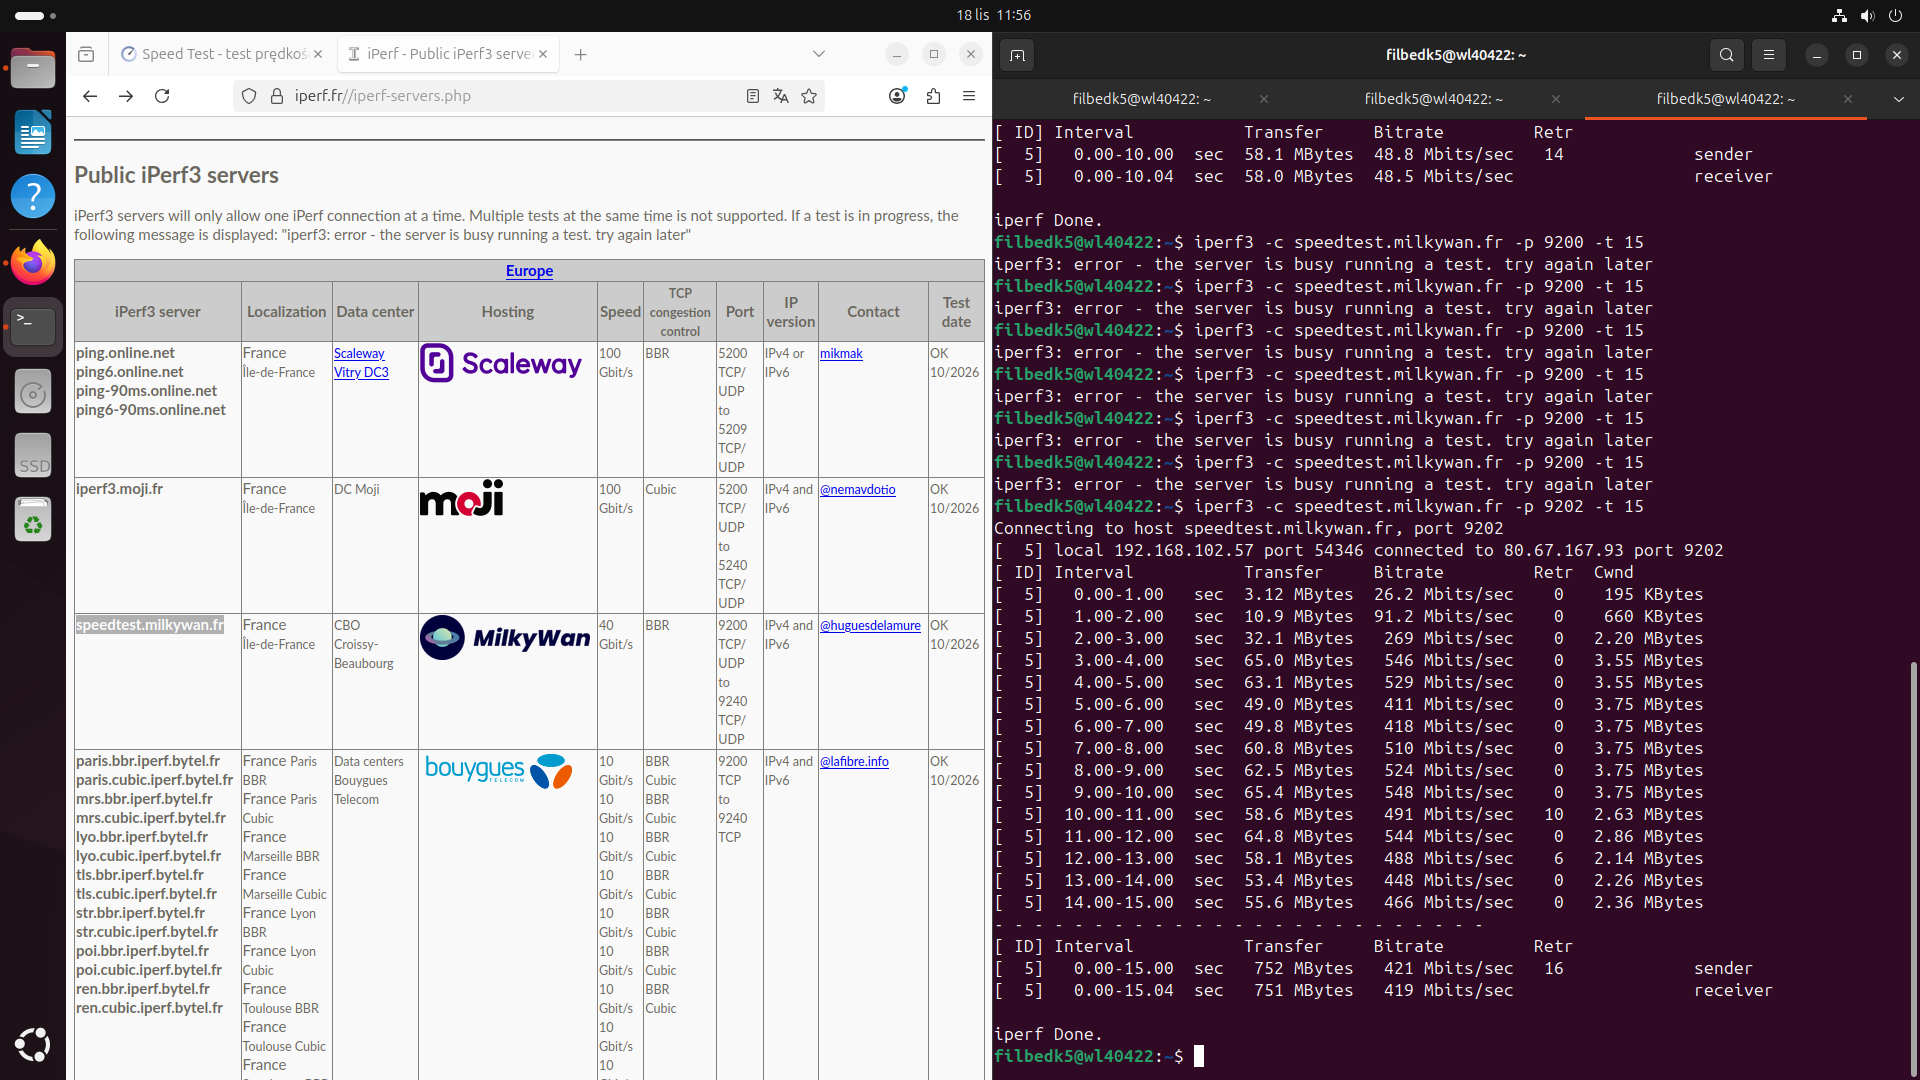 18 lis 11:56
Speed Test - test prędkoś
iPerf - Public iPerf3 serve
iperf.fr//iperf-servers.php
Public iPerf3 servers
iPerf3 servers will only allow one iPerf connection at a time. Multiple tests at the same time is not supported. If a test is in progress, the
following message is displayed: "iperf3: error - the server is busy running a test. try again later"
Europe
iPerf3 server Localization Data center Hosting Speed TCP congestion control Port IP version Contact Test date
ping.online.net
ping6.online.net
ping-90ms.online.net
ping6-90ms.online.net
France
Île-de-France
Scaleway
Vitry DC3
Scaleway
100
Gbit/s
BBR
5200
TCP/
UDP
to
5209
TCP/
UDP
IPv4 or
IPv6
mikmak
OK
10/2026
iperf3.moji.fr
France
Île-de-France
DC Moji
moji
100
Gbit/s
Cubic
5200
TCP/
UDP
to
5240
TCP/
UDP
IPv4 and
IPv6
@nemavdotio
OK
10/2026
speedtest.milkywan.fr
France
Île-de-France
CBO
Croissy-
Beaubourg
MilkyWan
40
Gbit/s
BBR
9200
TCP/
UDP
to
9240
TCP/
UDP
IPv4 and
IPv6
@huguesdelamure
OK
10/2026
paris.bbr.iperf.bytel.fr
paris.cubic.iperf.bytel.fr
mrs.bbr.iperf.bytel.fr
mrs.cubic.iperf.bytel.fr
lyo.bbr.iperf.bytel.fr
lyo.cubic.iperf.bytel.fr
tls.bbr.iperf.bytel.fr
tls.cubic.iperf.bytel.fr
str.bbr.iperf.bytel.fr
str.cubic.iperf.bytel.fr
poi.bbr.iperf.bytel.fr
poi.cubic.iperf.bytel.fr
ren.bbr.iperf.bytel.fr
ren.cubic.iperf.bytel.fr
France Paris
BBR
France Paris
Cubic
France
Marseille BBR
France
Marseille Cubic
France Lyon
BBR
France Lyon
Cubic
France
Toulouse BBR
France
Toulouse Cubic
France
Data centers
Bouygues
Telecom
bouygues
TELECOM
10
Gbit/s
10
Gbit/s
10
Gbit/s
10
Gbit/s
10
Gbit/s
10
Gbit/s
10
Gbit/s
10
Gbit/s
10
BBR
Cubic
BBR
Cubic
BBR
Cubic
BBR
Cubic
BBR
Cubic
BBR
Cubic
BBR
Cubic
9200
TCP
to
9240
TCP
IPv4 and
IPv6
@lafibre.info
OK
10/2026
SSD
filbedk5@wl40422: ~
filbedk5@wl40422: ~
filbedk5@wl40422: ~
filbedk5@wl40422: ~
[ ID] Interval Transfer Bitrate Retr
[ 5] 0.00-10.00 sec 58.1 MBytes 48.8 Mbits/sec 14 sender
[ 5] 0.00-10.04 sec 58.0 MBytes 48.5 Mbits/sec receiver
iperf Done.
filbedk5@wl40422:~$ iperf3 -c speedtest.milkywan.fr -p 9200 -t 15
iperf3: error - the server is busy running a test. try again later
filbedk5@wl40422:~$ iperf3 -c speedtest.milkywan.fr -p 9200 -t 15
iperf3: error - the server is busy running a test. try again later
filbedk5@wl40422:~$ iperf3 -c speedtest.milkywan.fr -p 9200 -t 15
iperf3: error - the server is busy running a test. try again later
filbedk5@wl40422:~$ iperf3 -c speedtest.milkywan.fr -p 9200 -t 15
iperf3: error - the server is busy running a test. try again later
filbedk5@wl40422:~$ iperf3 -c speedtest.milkywan.fr -p 9200 -t 15
iperf3: error - the server is busy running a test. try again later
filbedk5@wl40422:~$ iperf3 -c speedtest.milkywan.fr -p 9200 -t 15
iperf3: error - the server is busy running a test. try again later
filbedk5@wl40422:~$ iperf3 -c speedtest.milkywan.fr -p 9202 -t 15
Connecting to host speedtest.milkywan.fr, port 9202
[ 5] local 192.168.102.57 port 54346 connected to 80.67.167.93 port 9202
[ ID] Interval Transfer Bitrate Retr Cwnd
[ 5] 0.00-1.00 sec 3.12 MBytes 26.2 Mbits/sec 0 195 KBytes
[ 5] 1.00-2.00 sec 10.9 MBytes 91.2 Mbits/sec 0 660 KBytes
[ 5] 2.00-3.00 sec 32.1 MBytes 269 Mbits/sec 0 2.20 MBytes
[ 5] 3.00-4.00 sec 65.0 MBytes 546 Mbits/sec 0 3.55 MBytes
[ 5] 4.00-5.00 sec 63.1 MBytes 529 Mbits/sec 0 3.55 MBytes
[ 5] 5.00-6.00 sec 49.0 MBytes 411 Mbits/sec 0 3.75 MBytes
[ 5] 6.00-7.00 sec 49.8 MBytes 418 Mbits/sec 0 3.75 MBytes
[ 5] 7.00-8.00 sec 60.8 MBytes 510 Mbits/sec 0 3.75 MBytes
[ 5] 8.00-9.00 sec 62.5 MBytes 524 Mbits/sec 0 3.75 MBytes
[ 5] 9.00-10.00 sec 65.4 MBytes 548 Mbits/sec 0 3.75 MBytes
[ 5] 10.00-11.00 sec 58.6 MBytes 491 Mbits/sec 10 2.63 MBytes
[ 5] 11.00-12.00 sec 64.8 MBytes 544 Mbits/sec 0 2.86 MBytes
[ 5] 12.00-13.00 sec 58.1 MBytes 488 Mbits/sec 6 2.14 MBytes
[ 5] 13.00-14.00 sec 53.4 MBytes 448 Mbits/sec 0 2.26 MBytes
[ 5] 14.00-15.00 sec 55.6 MBytes 466 Mbits/sec 0 2.36 MBytes
- - - - - - - - - - - - - - - - - - - - - - - - -
[ ID] Interval Transfer Bitrate Retr
[ 5] 0.00-15.00 sec 752 MBytes 421 Mbits/sec 16 sender
[ 5] 0.00-15.04 sec 751 MBytes 419 Mbits/sec receiver
iperf Done.
filbedk5@wl40422:~$